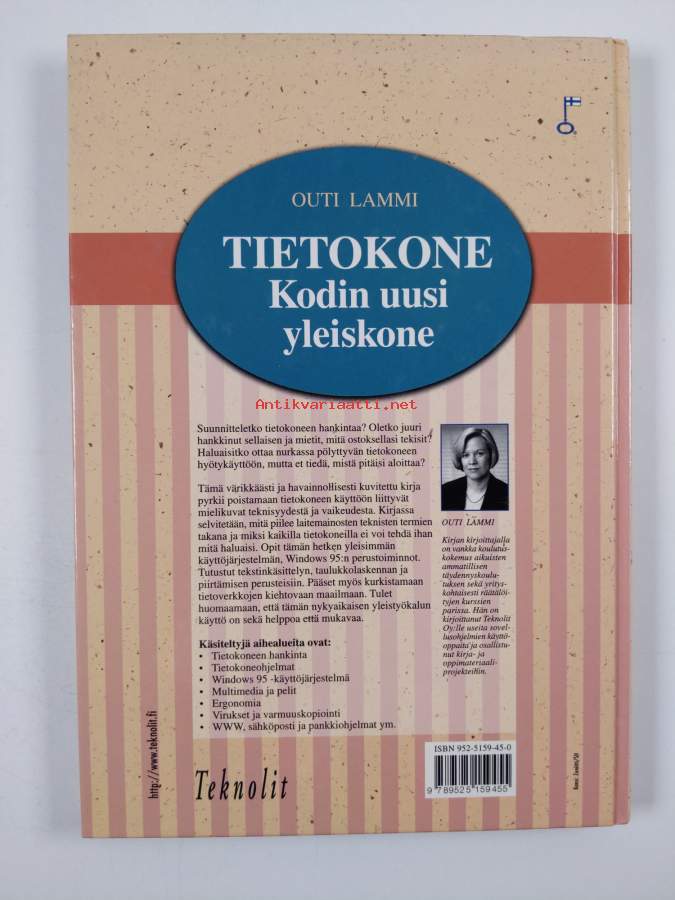 OUTI LAMMI
TIETOKONE
Kodin uusi
yleiskone
Antikvariaatti.net
Suunnitteletko tietokoneen hankintaa? Oletko juuri
hankkinut sellaisen ja mietit, mitä ostoksellasi tekisit?
Haluaisitko ottaa nurkassa pölyttyvän tietokoneen
hyötykäyttöön, mutta et tiedä, mistä pitäisi aloittaa?
Tämä värikkäästi ja havainnollisesti kuvitettu kirja
pyrkii poistamaan tietokoneen käyttöön liittyvät
mielikuvat teknisyydestä ja vaikeudesta. Kirjassa
selvitetään, mitä piilee laitemainosten teknisten termien
takana ja miksi kaikilla tietokoneilla ei voi tehdä ihan
mitä haluaisi. Opit tämän hetken yleisimmän
käyttöjärjestelmän, Windows 95:n perustoiminnot.
Tutustut tekstinkäsittelyn, taulukkolaskennan ja
piirtämisen perusteisiin. Pääset myös kurkistamaan
tietoverkkojen kiehtovaan maailmaan. Tulet
huomaamaan, että tämän nykyaikaisen yleistyökalun
käyttö on sekä helppoa että mukavaa.
Käsiteltyjä aihealueita ovat:
• Tietokoneen hankinta
• Tietokoneohjelmat
• Windows 95 -käyttöjärjestelmä
• Multimedia ja pelit
• Ergonomia
• Virukset ja varmuuskopiointi
• WWW, sähköposti ja pankkiohjelmat ym.
OUTI LAMMI
Kirjan kirjoittajalla
on vankka koulutus-
kokemus aikuisten
ammatillisen
täydennyskoulu-
tuksen sekä yritys-
kohtaisesti räätälöi-
tyjen kurssien
parissa. Hän on
kirjoittanut Teknolit
Oy:lle useita sovel-
lusohjelmien käyttö-
oppaita ja osallistu-
nut kirja- ja
oppimateriaali-
projekteihin.
http://www.teknolit.fi
Teknolit
ISBN 952-5159-45-0
9 789525 159455